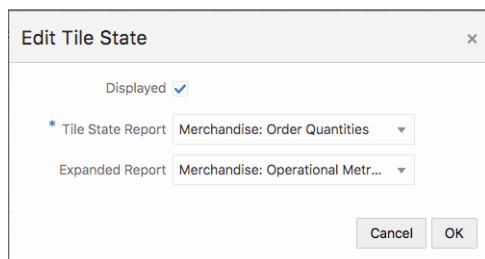 Edit Tile State ×
Displayed
* Tile State Report Merchandise: Order Quantities
Expanded Report Merchandise: Operational Metr...
Cancel OK